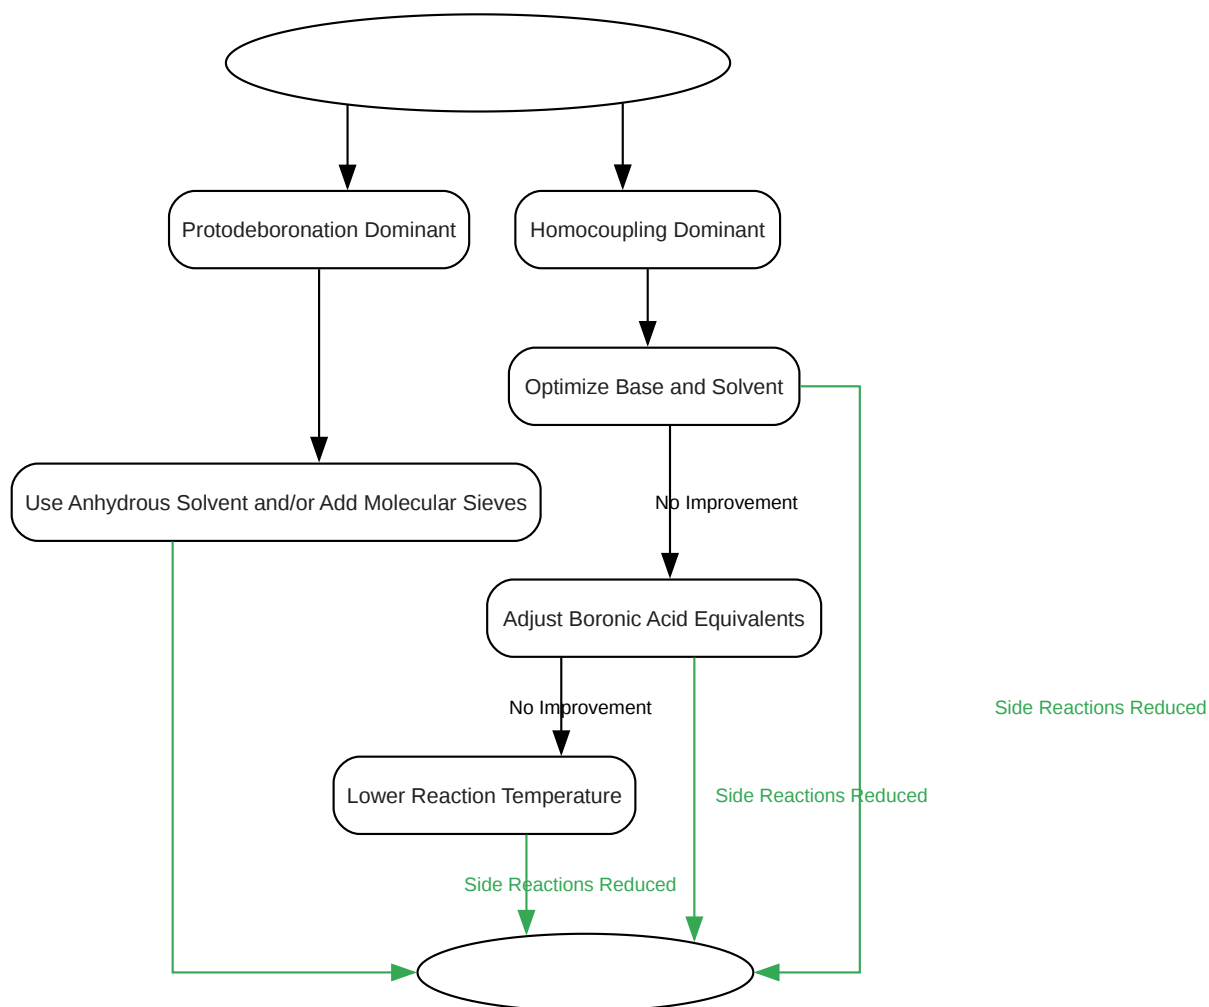 Protodeboronation Dominant
Homocoupling Dominant
Optimize Base and Solvent
Use Anhydrous Solvent and/or Add Molecular Sieves
No Improvement
Adjust Boronic Acid Equivalents
No Improvement
Side Reactions Reduced
Lower Reaction Temperature
Side Reactions Reduced
Side Reactions Reduced